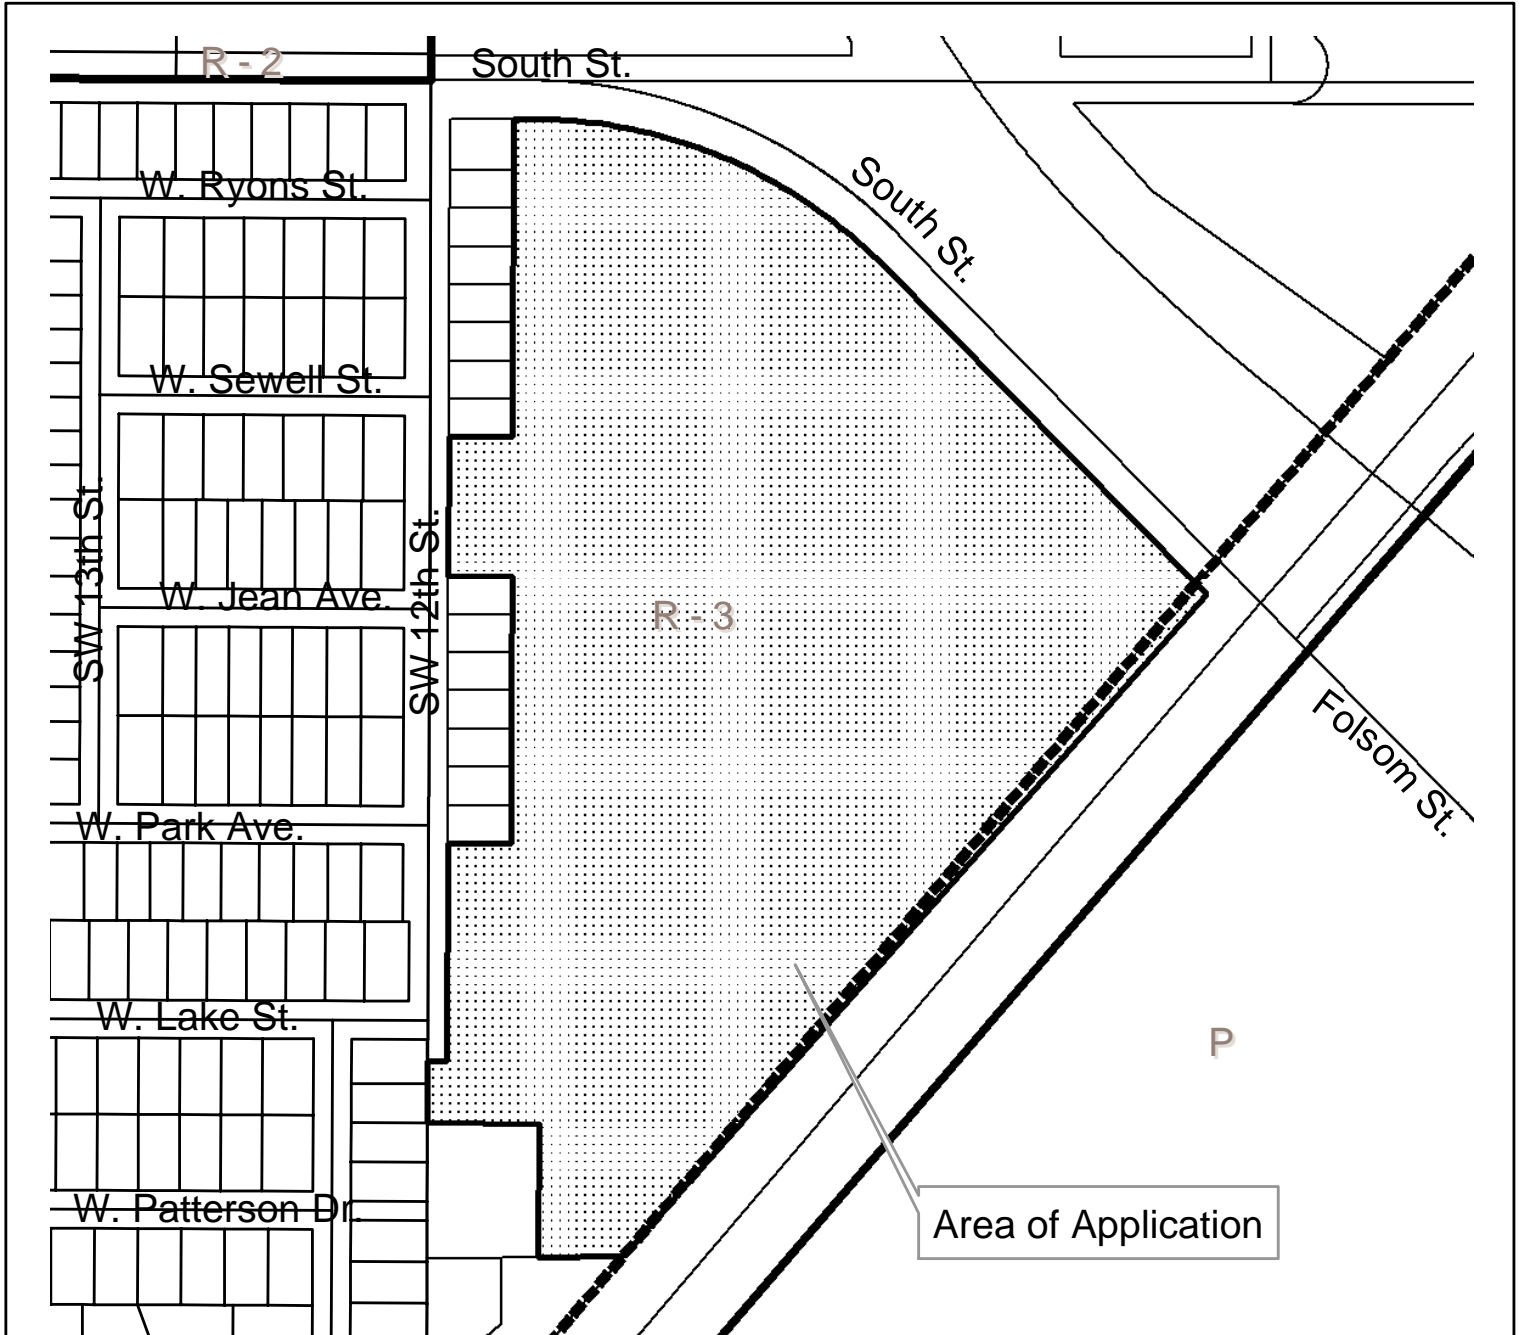 R - 2
South St.
W. Ryons St.
South St.
W. Sewell St.
SW 13th St.
SW 12th St.
W. Jean Ave.
R - 3
Folsom St.
W. Park Ave.
W. Lake St.
P
W. Patterson Dr.
Area of Application